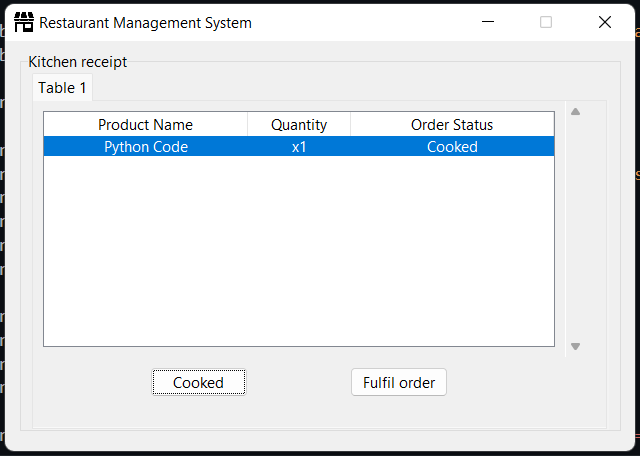 Restaurant Management System
Kitchen receipt
Table 1
Product Name Quantity Order Status
Python Code x1 Cooked
Cooked Fulfil order